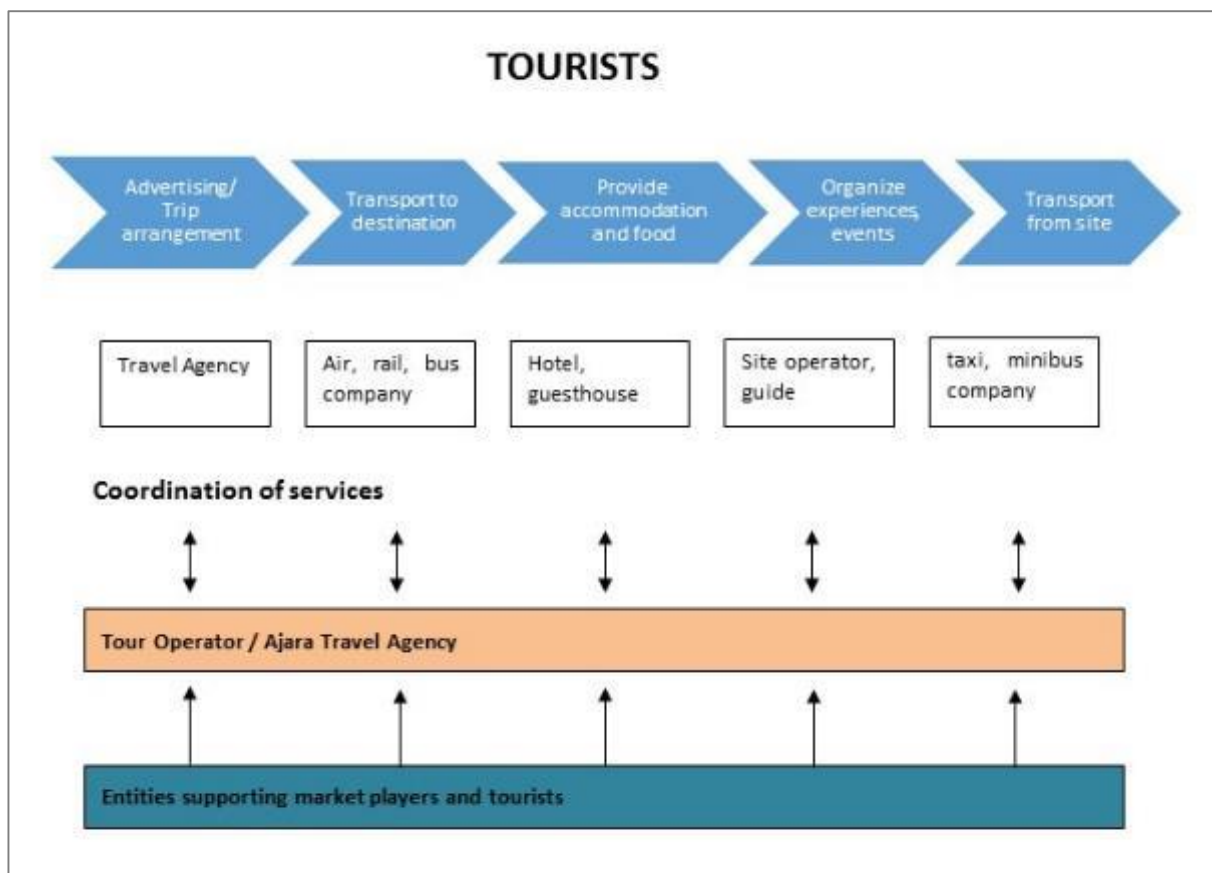 TOURISTS
Advertising/
Trip
arrangement
Transport to
destination
Provide
accommodation
and food
Organize
experiences,
events
Transport
from site
Travel Agency
Air, rail, bus
company
Hotel,
guesthouse
Site operator,
guide
taxi, minibus
company
Coordination of services
Tour Operator / Ajara Travel Agency
Entities supporting market players and tourists